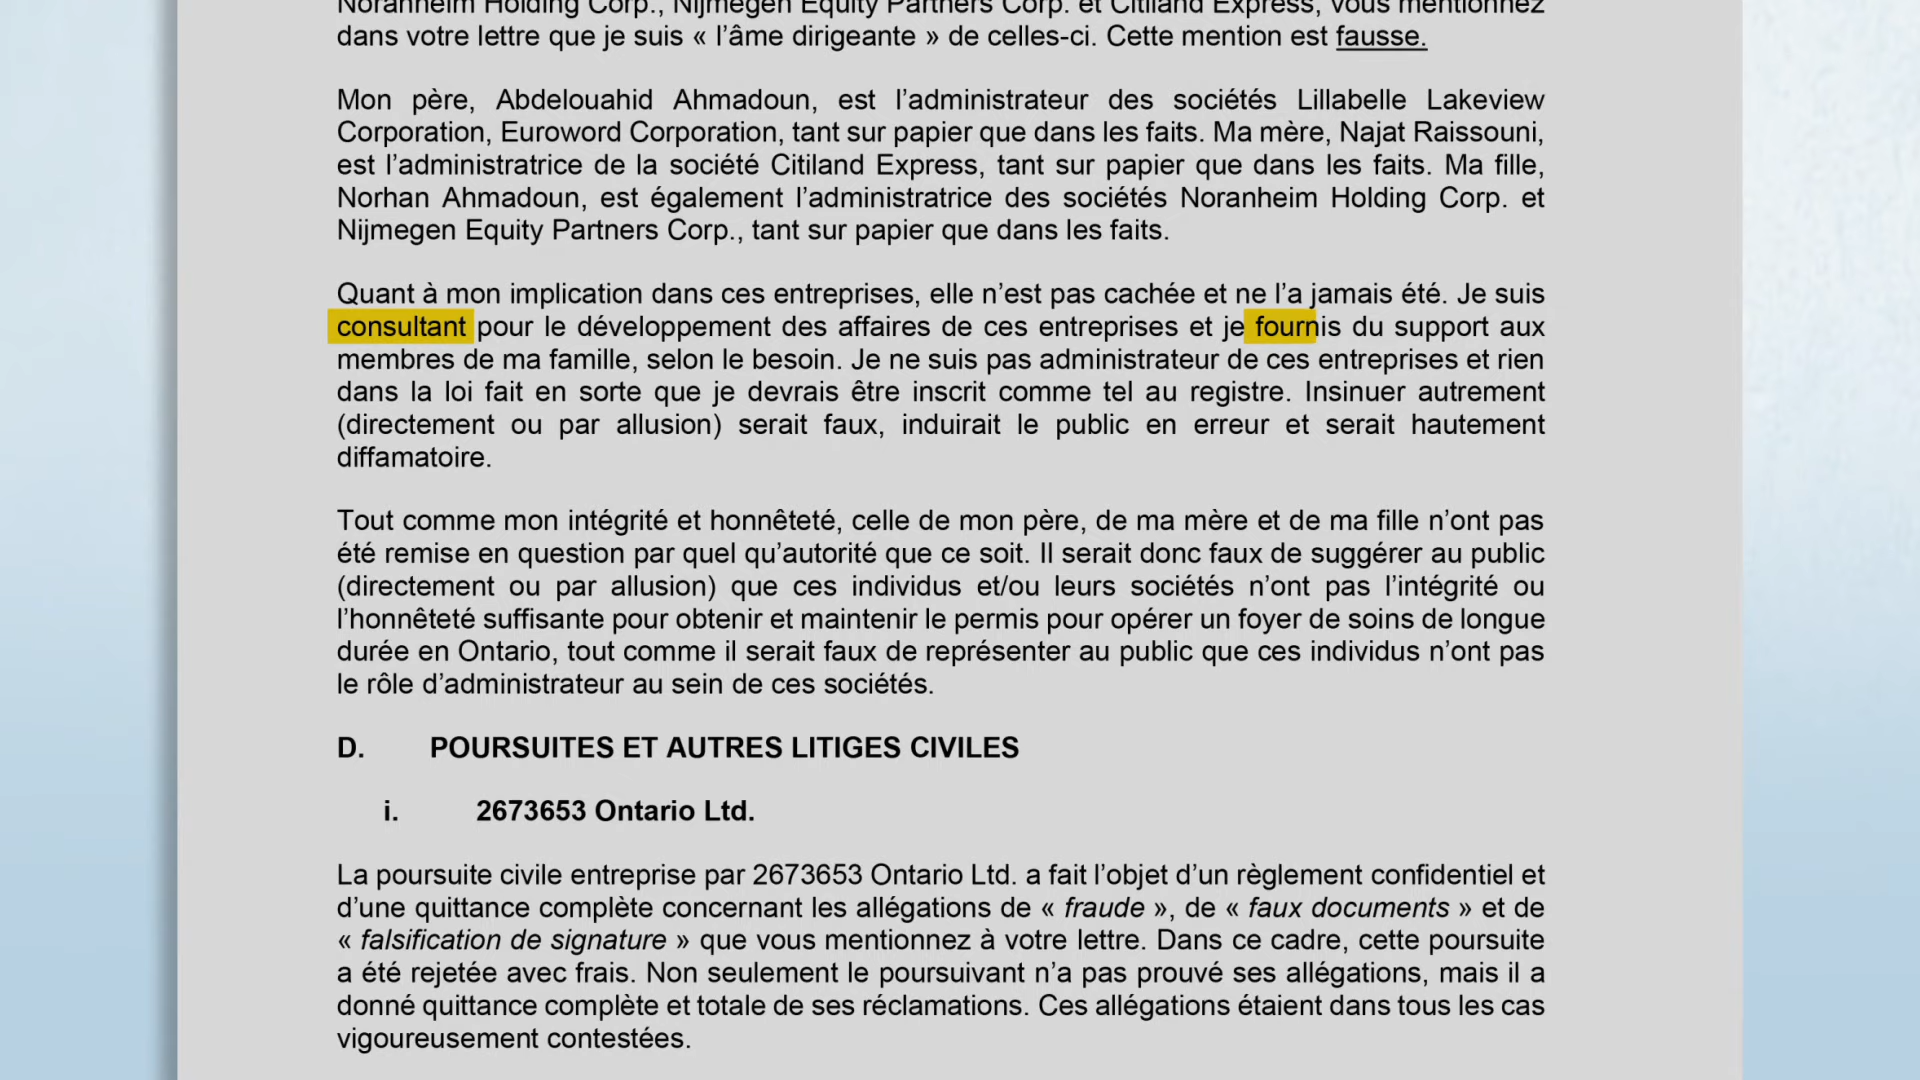 Noranheim Holding Corp., Nijmegen Equity Partners Corp. et Citiland Express, vous mentionnez
dans votre lettre que je suis « l’âme dirigeante » de celles-ci. Cette mention est fausse.
Mon père, Abdelouahid Ahmadoun, est l’administrateur des sociétés Lillabelle Lakeview
Corporation, Euroword Corporation, tant sur papier que dans les faits. Ma mère, Najat Raissouni,
est l’administratrice de la société Citiland Express, tant sur papier que dans les faits. Ma fille,
Norhan Ahmadoun, est également l’administratrice des sociétés Noranheim Holding Corp. et
Nijmegen Equity Partners Corp., tant sur papier que dans les faits.
Quant à mon implication dans ces entreprises, elle n’est pas cachée et ne l’a jamais été. Je suis
consultant pour le développement des affaires de ces entreprises et je fournis du support aux
membres de ma famille, selon le besoin. Je ne suis pas administrateur de ces entreprises et rien
dans la loi fait en sorte que je devrais être inscrit comme tel au registre. Insinuer autrement
(directement ou par allusion) serait faux, induirait le public en erreur et serait hautement
diffamatoire.
Tout comme mon intégrité et honnêteté, celle de mon père, de ma mère et de ma fille n’ont pas
été remise en question par quel qu’autorité que ce soit. Il serait donc faux de suggérer au public
(directement ou par allusion) que ces individus et/ou leurs sociétés n’ont pas l’intégrité ou
l’honnêteté suffisante pour obtenir et maintenir le permis pour opérer un foyer de soins de longue
durée en Ontario, tout comme il serait faux de représenter au public que ces individus n’ont pas
le rôle d’administrateur au sein de ces sociétés.
D. POURSUITES ET AUTRES LITIGES CIVILES
i. 2673653 Ontario Ltd.
La poursuite civile entreprise par 2673653 Ontario Ltd. a fait l’objet d’un règlement confidentiel et
d’une quittance complète concernant les allégations de « fraude », de « faux documents » et de
« falsification de signature » que vous mentionnez à votre lettre. Dans ce cadre, cette poursuite
a été rejetée avec frais. Non seulement le poursuivant n’a pas prouvé ses allégations, mais il a
donné quittance complète et totale de ses réclamations. Ces allégations étaient dans tous les cas
vigoureusement contestées.